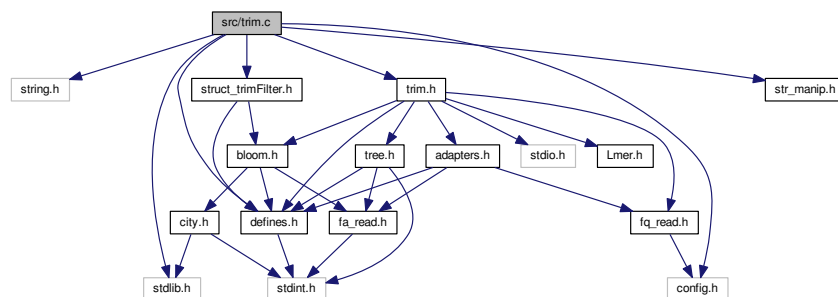 src/trim.c
string.h
struct_trimFilter.h
trim.h
str_manip.h
bloom.h
tree.h
adapters.h
stdio.h
Lmer.h
city.h
defines.h
fa_read.h
fq_read.h
stdlib.h
stdint.h
config.h